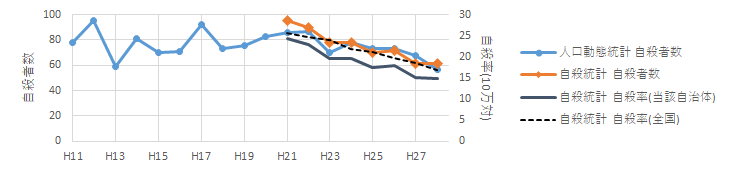 100
80
60
40
20
0
自殺者数
30
25
20
15
10
5
0
自殺率(10万対)
H11 H13 H15 H17 H19 H21 H23 H25 H27
人口動態統計 自殺者数
自殺統計 自殺者数
自殺統計 自殺率(当該自治体)
自殺統計 自殺率(全国)